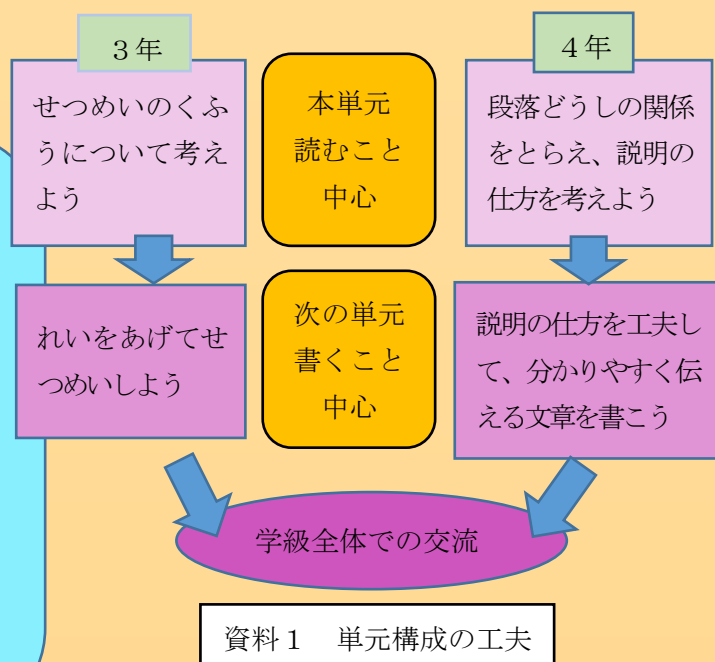 ３年
せつめいのくふ
うについて考え
よう
本単元
読むこと
中心
４年
段落どうしの関係
をとらえ、説明の
仕方を考えよう
れいをあげてせ
つめいしよう
次の単元
書くこと
中心
説明の仕方を工夫し
て、分かりやすく伝
える文章を書こう
学級全体での交流
資料１　単元構成の工夫